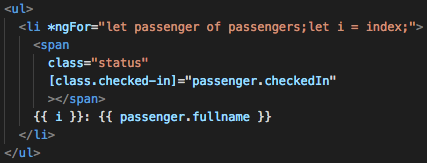 <ul>
<li *ngFor="let passenger of passengers;let i = index;">
<span
class="status"
[class.checked-in]="passenger.checkedIn"
></span>
{{ i }}: {{ passenger.fullname }}
</li>
</ul>